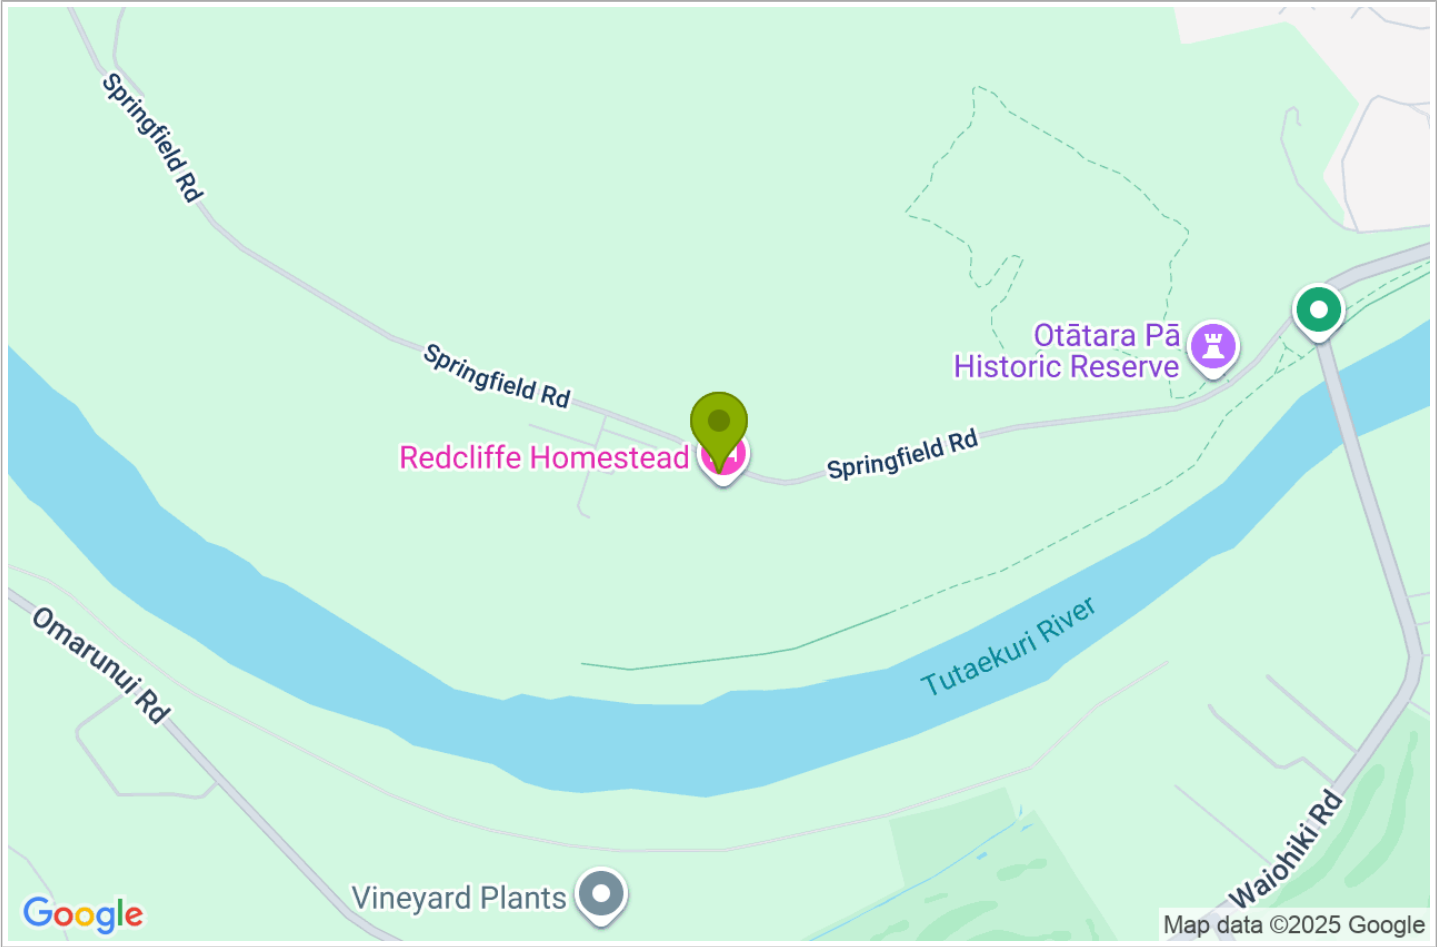 Springfield Rd
Otātara Pā
Historic Reserve
Springfield Rd
Redcliffe Homestead
Springfield Rd
Tutaekuri River
Omarunui Rd
Waiohiki Rd
Vineyard Plants
Google
Map data ©2025 Google